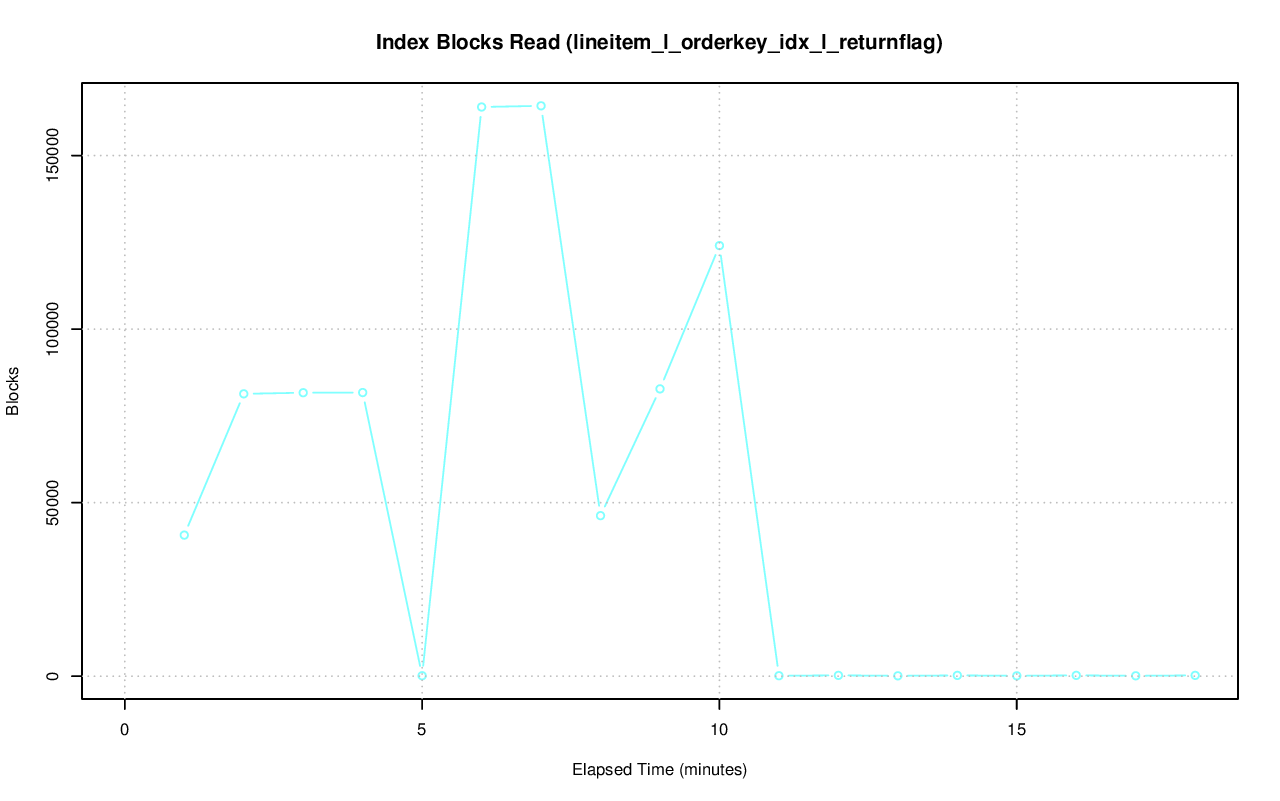 Index Blocks Read (lineitem_l_orderkey_idx_l_returnflag)
150000
100000
50000
0
Blocks
0 5 10 15
Elapsed Time (minutes)